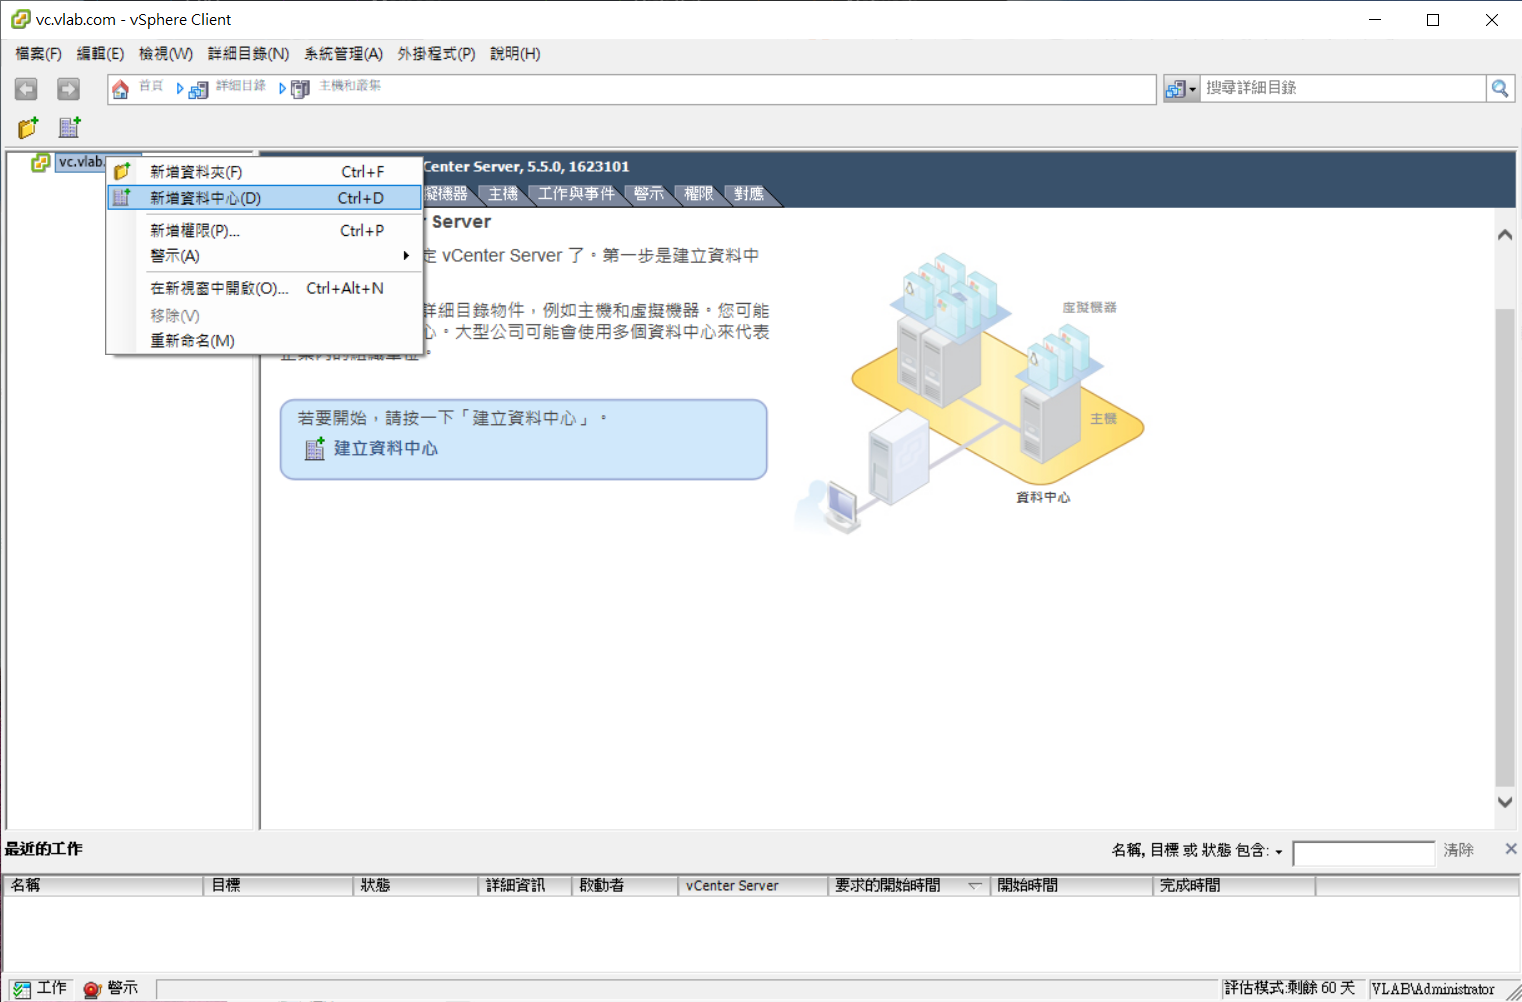 vc.vlab.com - vSphere Client
檔案(F) 編輯(E) 檢視(W) 詳細目錄(N) 系統管理(A) 外掛程式(P) 說明(H)
首頁 詳細目錄 主機和叢集 搜尋詳細目錄
vc.vlab.
新增資料夾(F) Ctrl+F
新增資料中心(D) Ctrl+D
新增權限(P)... Ctrl+P
警示(A)
在新視窗中開啟(O)... Ctrl+Alt+N
移除(V)
重新命名(M)
Center Server, 5.5.0, 1623101
擬機器 主機 工作與事件 警示 權限 對應
Server
定 vCenter Server 了。第一步是建立資料中
詳細目錄物件，例如主機和虛擬機器。您可能
心。大型公司可能會使用多個資料中心來代表
若要開始，請按一下「建立資料中心」。
建立資料中心
虛擬機器
主機
資料中心
最近的工作 名稱, 目標 或 狀態 包含: 清除
名稱 目標 狀態 詳細資訊 啟動者 vCenter Server 要求的開始時間 開始時間 完成時間
工作 警示 評估模式:剩餘 60 天 VLAB\Administrator